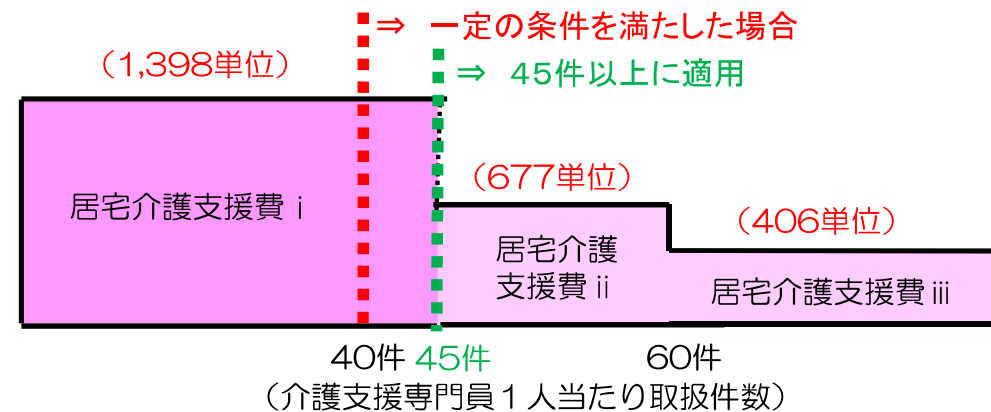 ⇒ 一定の条件を満たした場合
(1,398単位)
⇒ 45件以上に適用
(677単位)
居宅介護支援費ⅰ
(406単位)
居宅介護
支援費ⅱ
居宅介護支援費ⅲ
40件 45件 60件
(介護支援専門員1人当たり取扱件数)